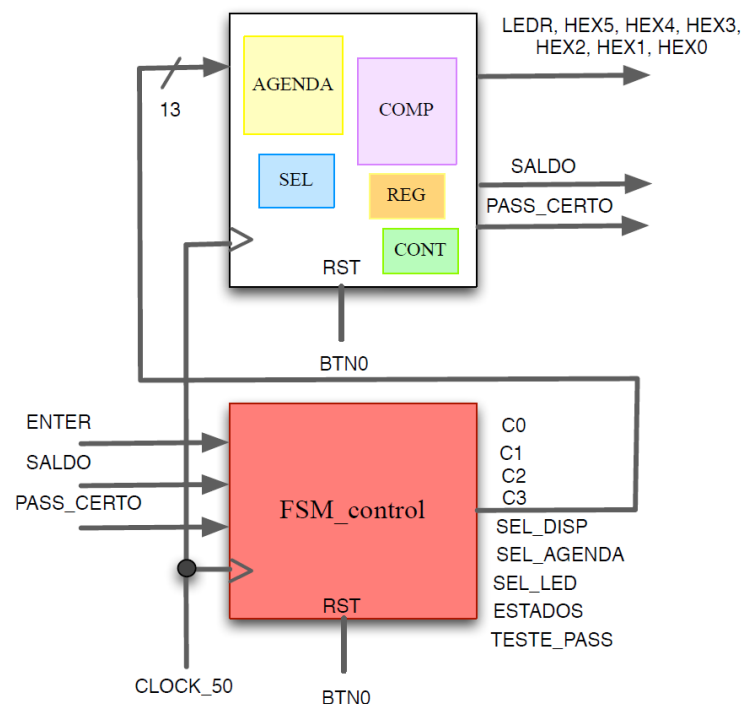 LEDR, HEX5, HEX4, HEX3,
HEX2, HEX1, HEX0
13
AGENDA
COMP
SEL
REG
CONT
SALDO
PASS_CERTO
RST
BTN0
ENTER
SALDO
PASS_CERTO
FSM_control
RST
C0
C1
C2
C3
SEL_DISP
SEL_AGENDA
SEL_LED
ESTADOS
TESTE_PASS
CLOCK_50
BTN0